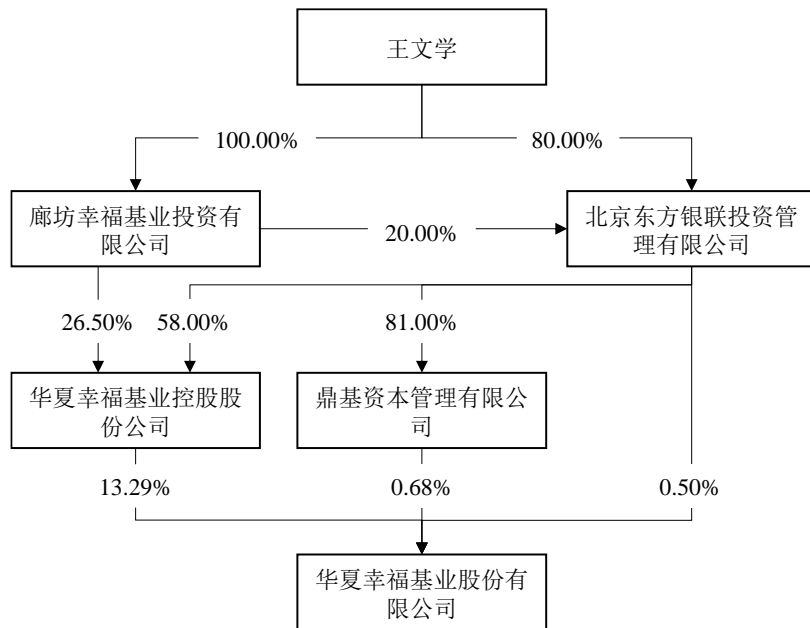 王文学
100.00%
80.00%
廊坊幸福基业投资有
限公司
20.00%
北京东方银联投资管
理有限公司
26.50%
58.00%
81.00%
华夏幸福基业控股股
份公司
鼎基资本管理有限公
司
13.29%
0.68%
0.50%
华夏幸福基业股份有
限公司